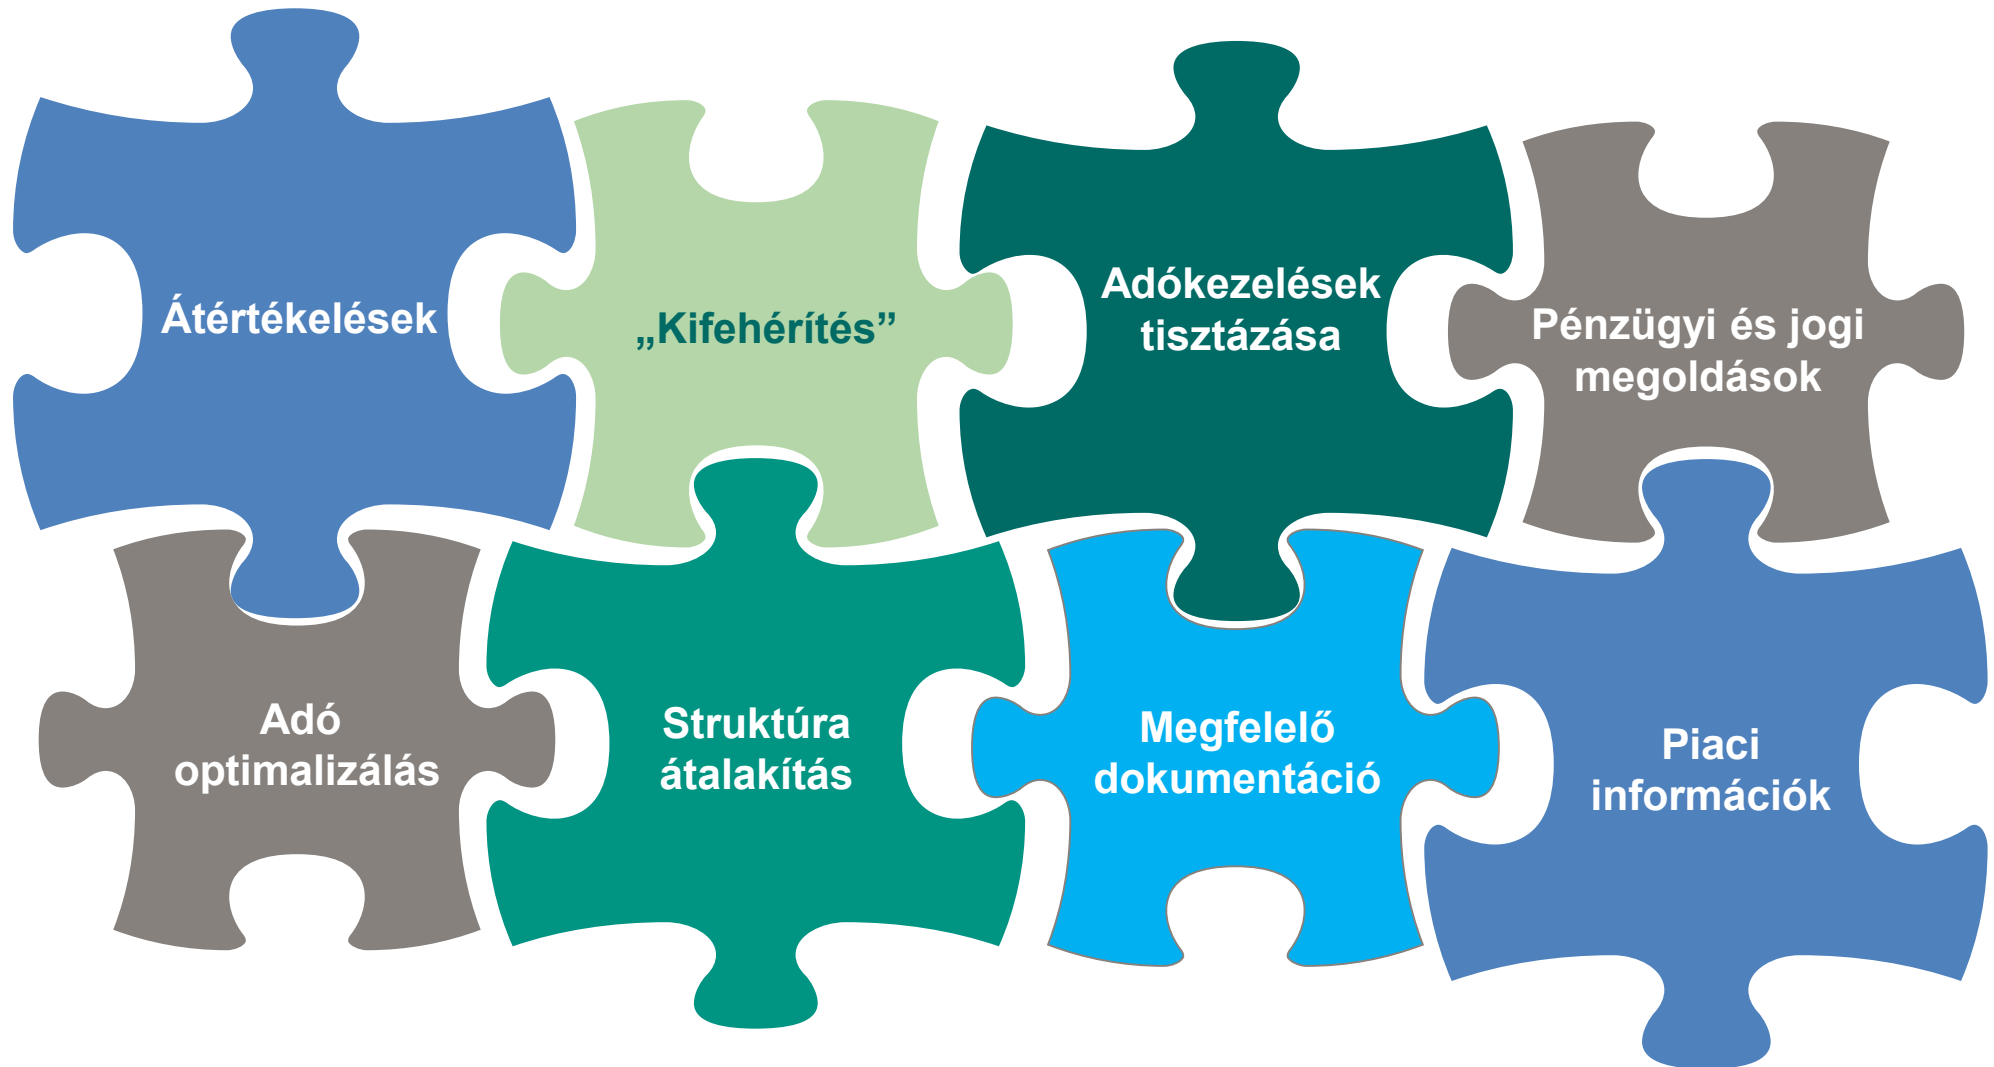 Átértékelések
„Kifehérítés”
Adókezelések
tisztázása
Pénzügyi és jogi
megoldások
Adó
optimalizálás
Struktúra
átalakítás
Megfelelő
dokumentáció
Piaci
információk